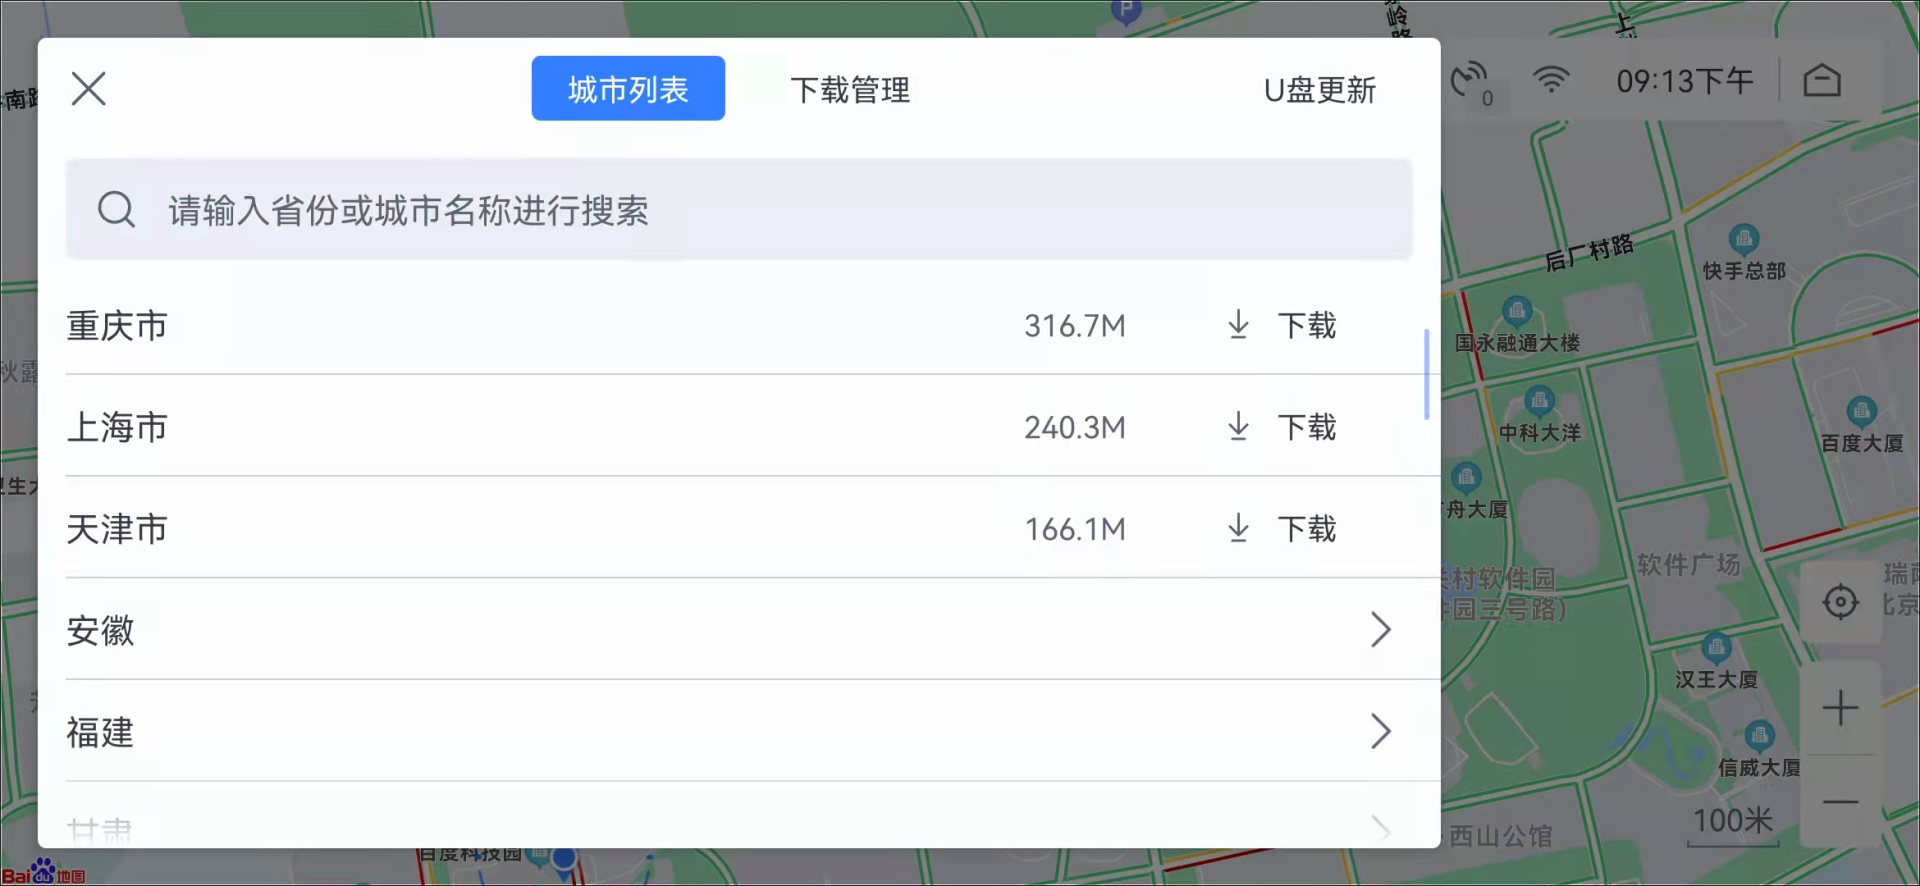 城市列表
下载管理
U盘更新
0
09:13下午
请输入省份或城市名称进行搜索
重庆市
316.7M
下载
上海市
240.3M
下载
天津市
166.1M
下载
安徽
福建
甘肃
P
后厂村路
快手总部
国永融通大楼
中科大洋
百度大厦
舟大厦
软件广场
村软件园
件园三号路)
汉王大厦
信威大厦
100米
西山公馆
百度科技园
Bai du 地图